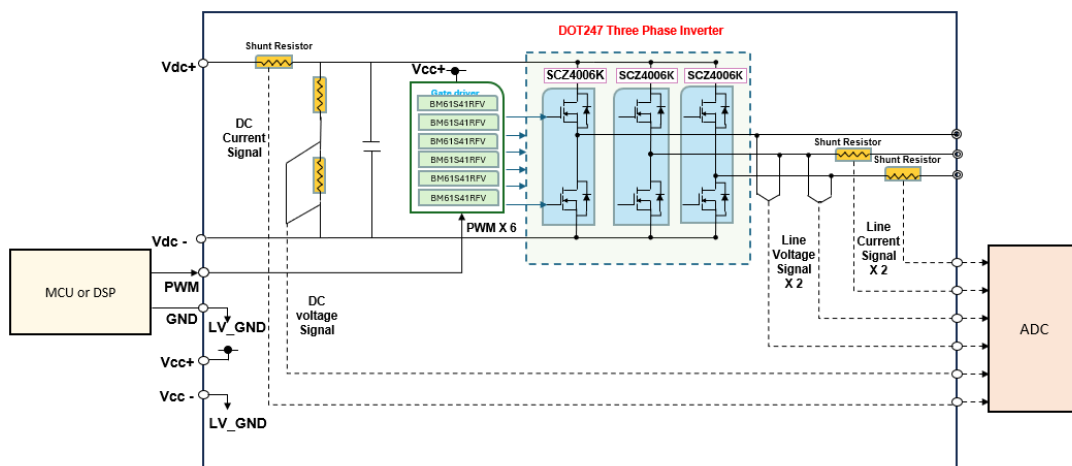 DOT247 Three Phase Inverter
Shunt Resistor
Vdc+
Vcc+
SCZ4006K
SCZ4006K
SCZ4006K
Gate driver
BM61S41RFV
BM61S41RFV
BM61S41RFV
BM61S41RFV
BM61S41RFV
BM61S41RFV
DC
Current
Signal
Shunt Resistor
Shunt Resistor
PWM X 6
Vdc -
Line
Voltage
Signal
X 2
Line
Current
Signal
X 2
MCU or DSP
PWM
GND
LV_GND
DC
voltage
Signal
ADC
Vcc+
Vcc -
LV_GND